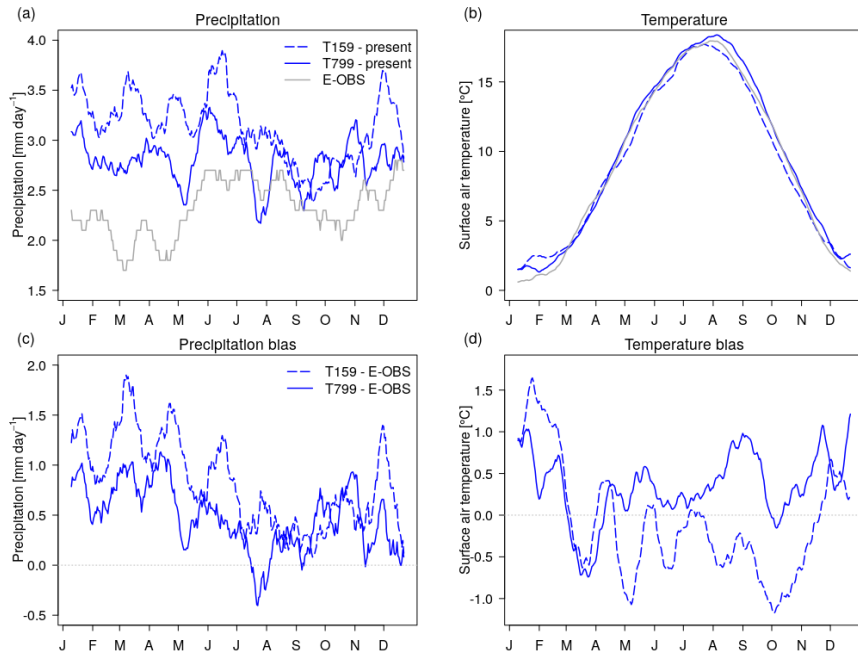 (a)
Precipitation
T159 - present
T799 - present
E-OBS
Precipitation [mm day⁻¹]
4.0
3.5
3.0
2.5
2.0
1.5
J F M A M J J A S O N D
(b)
Temperature
Surface air temperature [°C]
15
10
5
0
J F M A M J J A S O N D
(c)
Precipitation bias
T159 - E-OBS
T799 - E-OBS
Precipitation [mm day⁻¹]
2.0
1.5
1.0
0.5
0.0
-0.5
J F M A M J J A S O N D
(d)
Temperature bias
Surface air temperature [°C]
1.5
1.0
0.5
0.0
-0.5
-1.0
J F M A M J J A S O N D